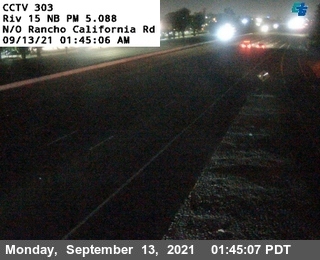 CCTV 303
Riv 15 NB PM 5.088
N/O Rancho California Rd
09/13/21 01:45:06 AM
Monday, September 13, 2021 01:45:07 PDT